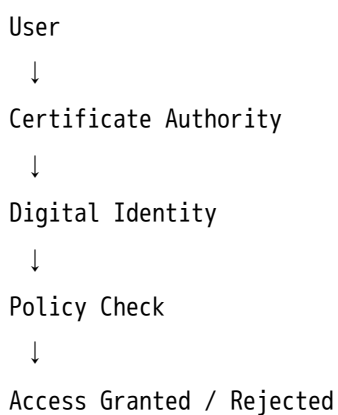 User
↓
Certificate Authority
↓
Digital Identity
↓
Policy Check
↓
Access Granted / Rejected